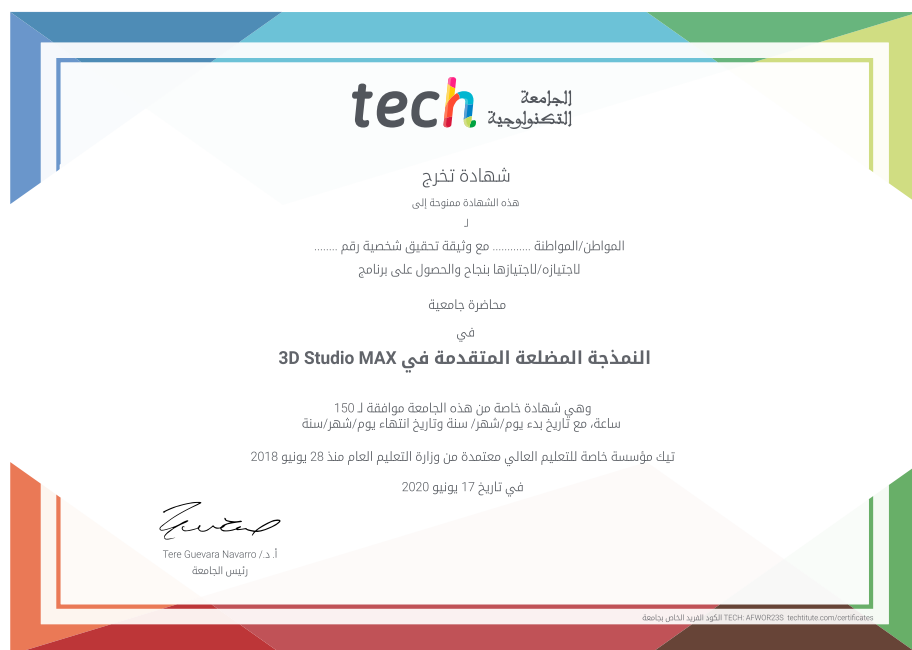 tech الجامعة
التكنولوجية
شهادة تخرج
هذه الشهادة ممنوحة إلى
لـ
المواطن/المواطنة ............. مع وثيقة تحقيق شخصية رقم ........
لاجتيازه/لاجتيازها بنجاح والحصول على برنامج
محاضرة جامعية
في
النمذجة المضلعة المتقدمة في 3D Studio MAX
وهي شهادة خاصة من هذه الجامعة موافقة لـ 150
ساعة، مع تاريخ بدء يوم/شهر/ سنة وتاريخ انتهاء يوم/شهر/سنة
تيك مؤسسة خاصة للتعليم العالي معتمدة من وزارة التعليم العام منذ 28 يونيو 2018
في تاريخ 17 يونيو 2020
أ. د./ Tere Guevara Navarro
رئيس الجامعة
الكود الفريد الخاص بجامعة TECH: AFWOR23S techtitute.com/certificates